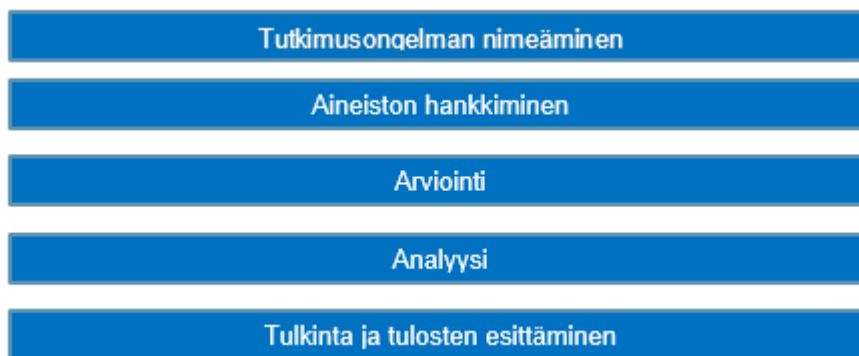 Tutkimusongelman nimeäminen
Aineiston hankkiminen
Arviointi
Analyysi
Tulkinta ja tulosten esittäminen